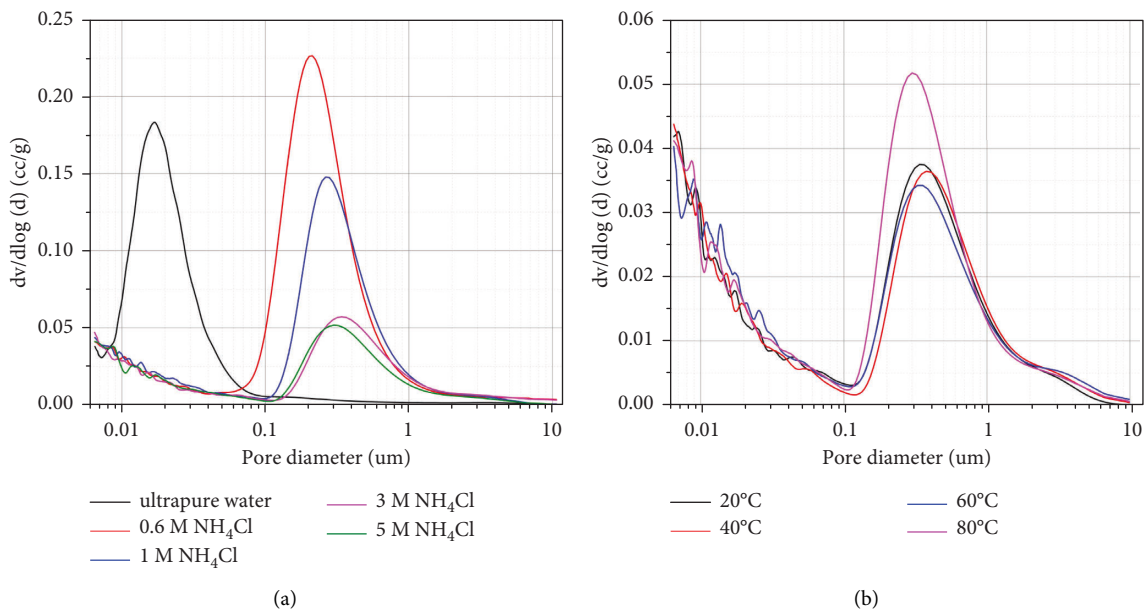 0.25
0.20
0.15
0.10
0.05
0.00
dv/dlog (d) (cc/g)
0.01
0.1
1
10
Pore diameter (um)
ultrapure water
0.6 M NH₄Cl
1 M NH₄Cl
3 M NH₄Cl
5 M NH₄Cl
(a)
0.06
0.05
0.04
0.03
0.02
0.01
0.00
dv/dlog (d) (cc/g)
0.01
0.1
1
10
Pore diameter (um)
20°C
40°C
60°C
80°C
(b)